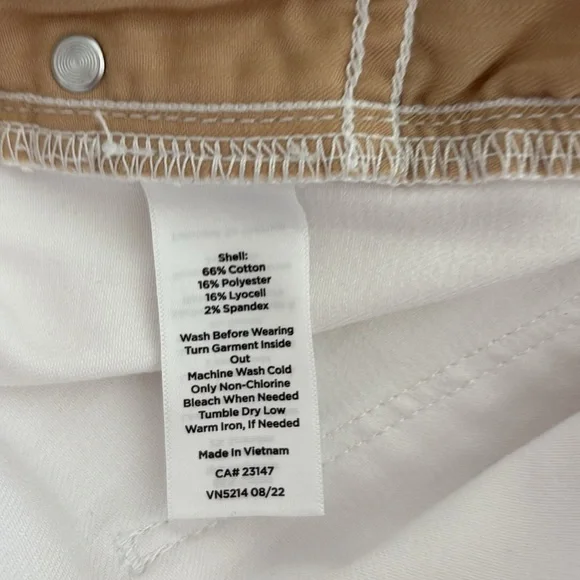 Shell:
66% Cotton
16% Polyester
16% Lyocell
2% Spandex
Wash Before Wearing
Turn Garment Inside
Out
Machine Wash Cold
Only Non-Chlorine
Bleach When Needed
Tumble Dry Low
Warm Iron, If Needed
Made In Vietnam
CA# 23147
VN5214 08/22